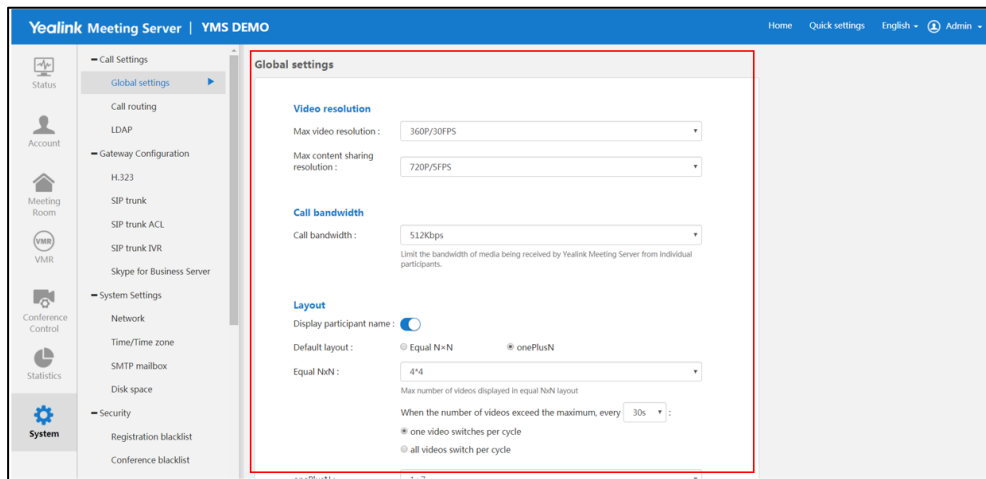 Yealink Meeting Server | YMS DEMO
Home Quick settings English Admin
Status
Account
Meeting
Room
VMR
VMR
Conference
Control
Statistics
System
Call Settings
Global settings
Call routing
LDAP
Gateway Configuration
H.323
SIP trunk
SIP trunk ACL
SIP trunk IVR
Skype for Business Server
System Settings
Network
Time/Time zone
SMTP mailbox
Disk space
Security
Registration blacklist
Conference blacklist
Global settings
Video resolution
Max video resolution : 360P/30FPS
Max content sharing
resolution : 720P/5FPS
Call bandwidth
Call bandwidth : 512Kbps
Limit the bandwidth of media being received by Yealink Meeting Server from individual
participants.
Layout
Display participant name :
Default layout : Equal N×N onePlusN
Equal NxN : 4*4
Max number of videos displayed in equal NxN layout
When the number of videos exceed the maximum, every 30s :
one video switches per cycle
all videos switch per cycle